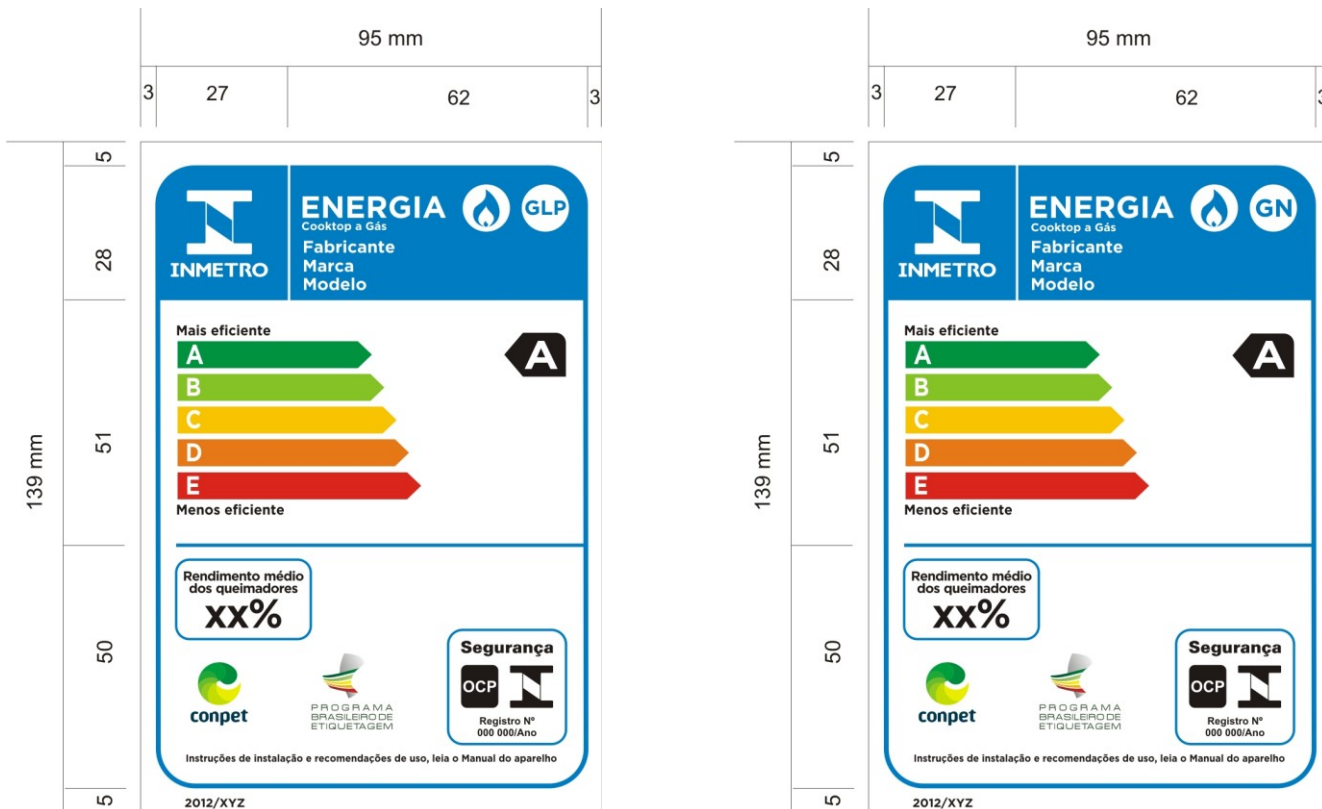 95 mm
3 27 62 3
5
28
51
139 mm
50
5
INMETRO
ENERGIA
GLP
Cooktop a Gás
Fabricante
Marca
Modelo
Mais eficiente
A
A
B
C
D
E
Menos eficiente
Rendimento médio
dos queimadores
xx%
conpet
PROGRAMA
BRASILEIRO DE
ETIQUETAGEM
Segurança
OCP
Registro Nº
000 000/Ano
Instruções de instalação e recomendações de uso, leia o Manual do aparelho
2012/XYZ
95 mm
3 27 62
5
28
51
139 mm
50
5
INMETRO
ENERGIA
GN
Cooktop a Gás
Fabricante
Marca
Modelo
Mais eficiente
A
A
B
C
D
E
Menos eficiente
Rendimento médio
dos queimadores
xx%
conpet
PROGRAMA
BRASILEIRO DE
ETIQUETAGEM
Segurança
OCP
Registro Nº
000 000/Ano
Instruções de instalação e recomendações de uso, leia o Manual do aparelho
2012/XYZ